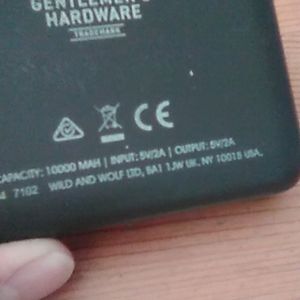 GENTLEMEN'S
HARDWARE
TRADEMARK
CE
CAPACITY: 10000 MAH | INPUT: 5V/2A | OUTPUT: 5V/2A
4 7102 WILD AND WOLF LTD, BA1 1JW UK, NY 10018 USA.